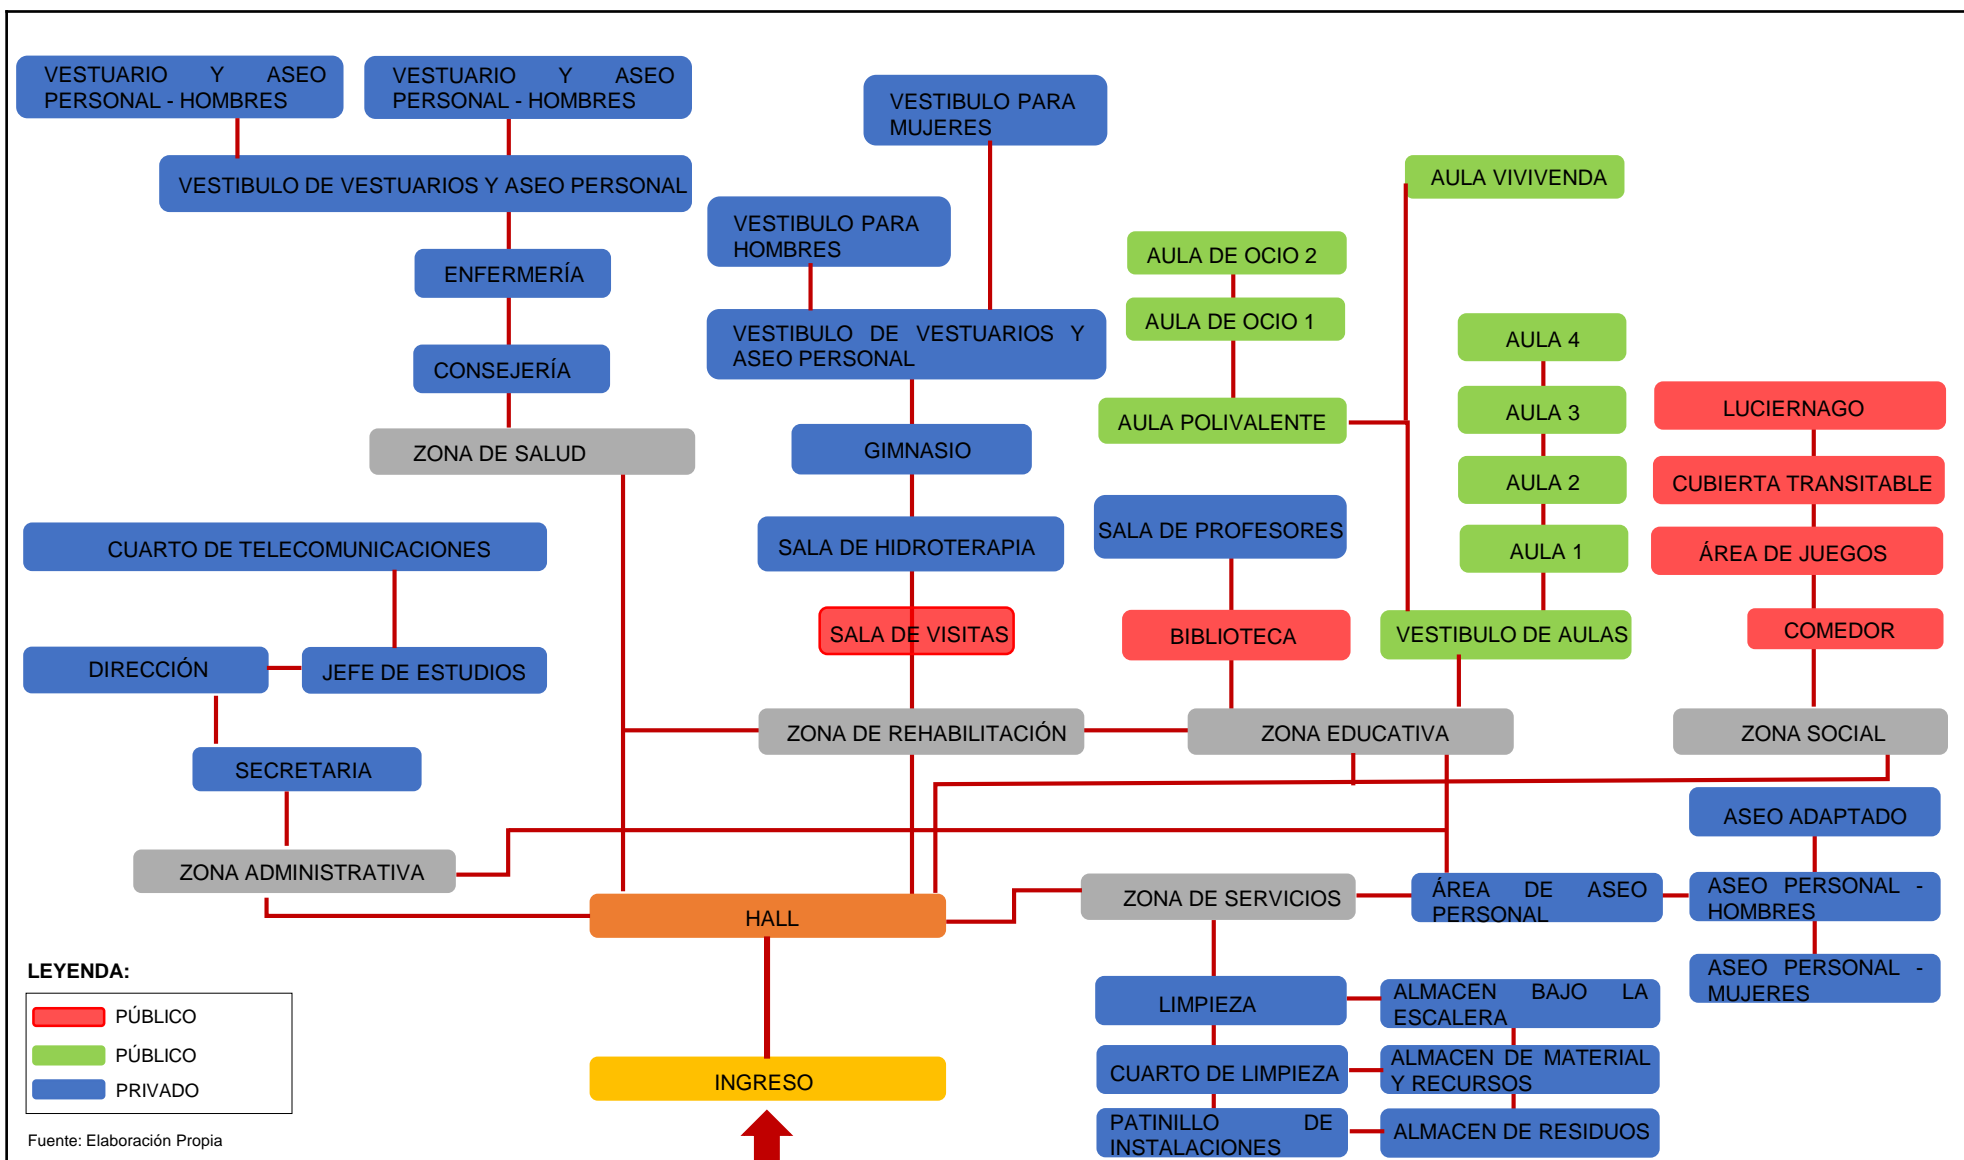 VESTUARIO Y ASEO
PERSONAL - HOMBRES
VESTUARIO Y ASEO
PERSONAL - HOMBRES
VESTIBULO PARA
MUJERES
VESTIBULO DE VESTUARIOS Y ASEO PERSONAL
AULA VIVIVENDA
VESTIBULO PARA
HOMBRES
AULA DE OCIO 2
ENFERMERÍA
AULA DE OCIO 1
VESTIBULO DE VESTUARIOS Y
ASEO PERSONAL
AULA 4
CONSEJERÍA
AULA 3
LUCIERNAGO
AULA POLIVALENTE
ZONA DE SALUD
GIMNASIO
AULA 2
CUBIERTA TRANSITABLE
SALA DE PROFESORES
CUARTO DE TELECOMUNICACIONES
SALA DE HIDROTERAPIA
AULA 1
ÁREA DE JUEGOS
SALA DE VISITAS
BIBLIOTECA
VESTIBULO DE AULAS
COMEDOR
DIRECCIÓN
JEFE DE ESTUDIOS
ZONA DE REHABILITACIÓN
ZONA EDUCATIVA
ZONA SOCIAL
SECRETARIA
ASEO ADAPTADO
ZONA ADMINISTRATIVA
ZONA DE SERVICIOS
ÁREA DE ASEO
PERSONAL
ASEO PERSONAL -
HOMBRES
HALL
ASEO PERSONAL -
MUJERES
LEYENDA:
PÚBLICO
PÚBLICO
PRIVADO
LIMPIEZA
ALMACEN BAJO LA
ESCALERA
INGRESO
CUARTO DE LIMPIEZA
ALMACEN DE MATERIAL
Y RECURSOS
PATINILLO DE
INSTALACIONES
ALMACEN DE RESIDUOS
Fuente: Elaboración Propia